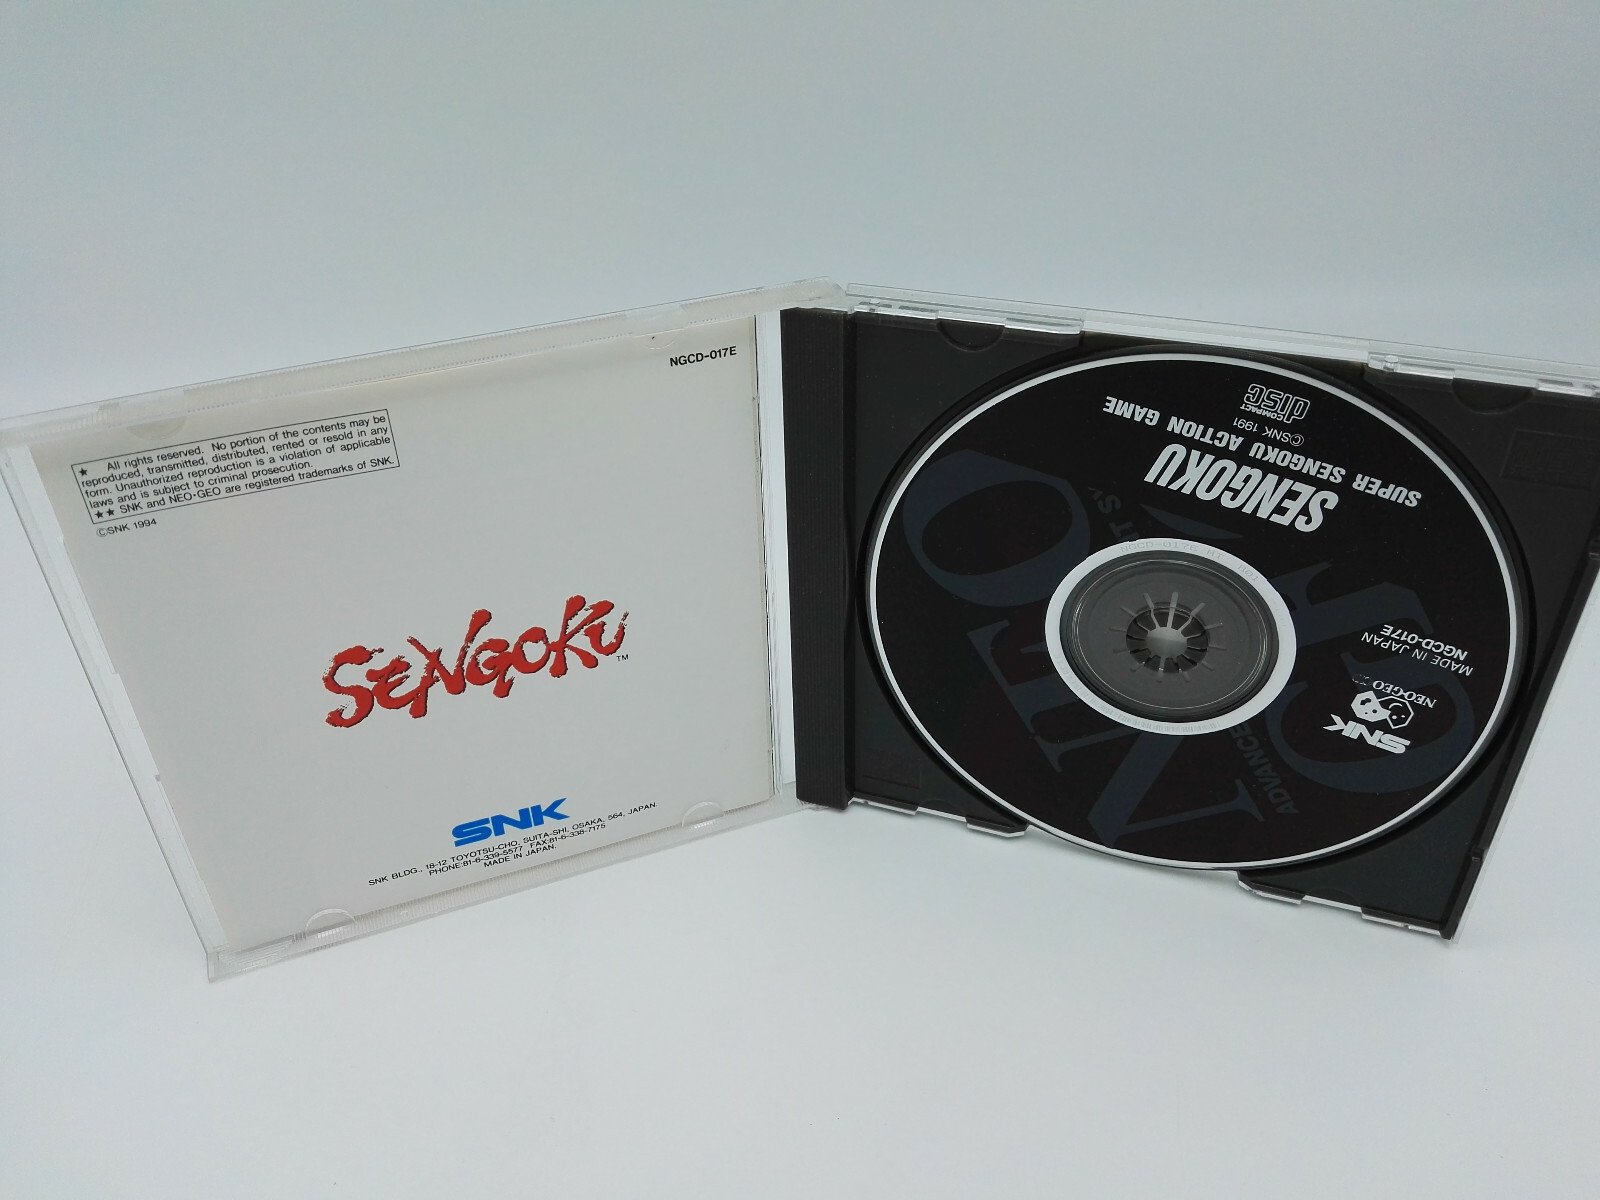 NGCD-017E
★ All rights reserved. No portion of the contents may be
reproduced, transmitted, distributed, rented or resold in any
form. Unauthorized reproduction is a violation of applicable
laws and is subject to criminal prosecution.
★★ SNK and NEO•GEO are registered trademarks of SNK.
©SNK 1994
SENGOKU™
SNK
SNK BLDG., 18-12 TOYOTSU-CHO, SUITA-SHI, OSAKA, 564, JAPAN.
PHONE:81-6-339-5577 FAX:81-6-338-7175
MADE IN JAPAN.
SNK
NEO•GEO
NGCD-017E
MADE IN JAPAN
SENGOKU
SUPER SENGOKU ACTION GAME
©SNK 1991
COMPACT
disc
NEO
ADVANCE
NGCD-017E